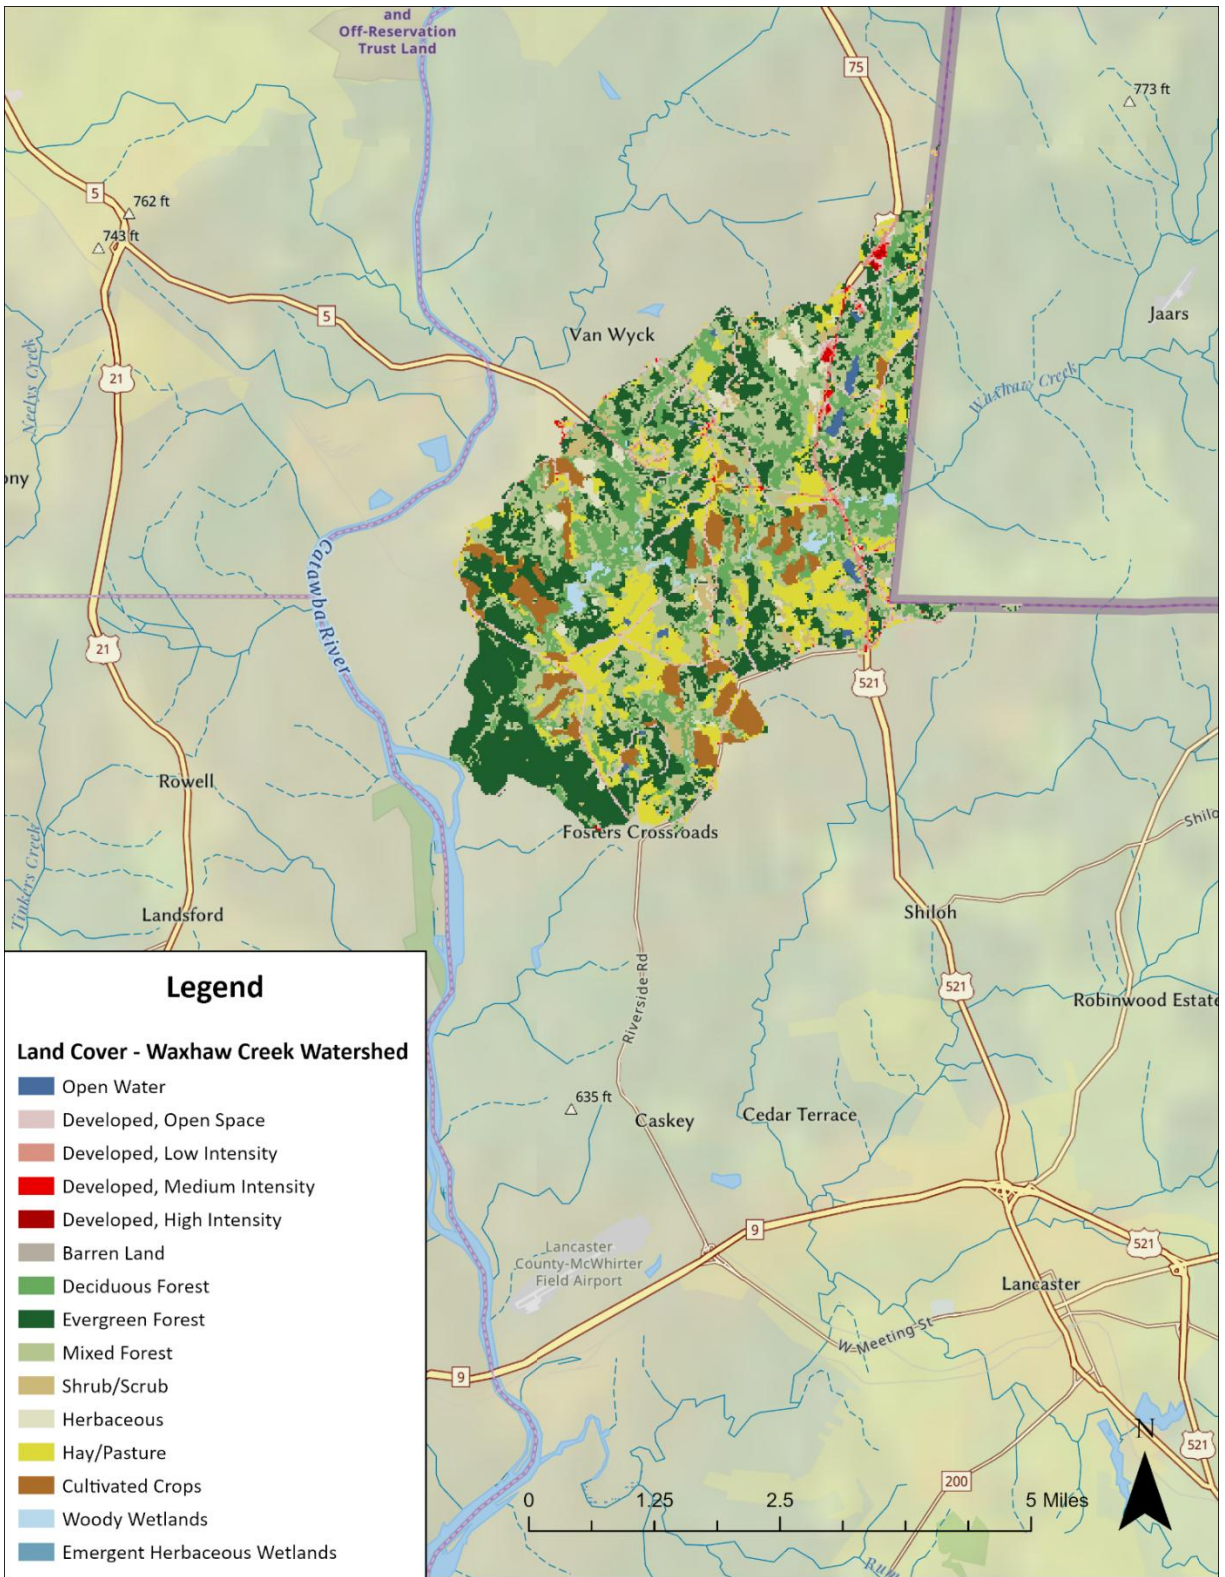 and
Off-Reservation
Trust Land
75
773 ft
5
762 ft
743 ft
Jaars
5
Van Wyck
Neelys Creek
21
Waxhaw Creek
ony
Catawba River
21
521
Rowell
Fosters Crossroads
Tinkers Creek
Shilo
Landsford
Shiloh
Riverside Rd
521
Robinwood Estate
635 ft
Caskey
Cedar Terrace
9
Lancaster
County-McWhirter
Field Airport
521
Lancaster
W Meeting St
9
N
521
200
Rum
0 1.25 2.5 5 Miles
Legend
Land Cover - Waxhaw Creek Watershed
Open Water
Developed, Open Space
Developed, Low Intensity
Developed, Medium Intensity
Developed, High Intensity
Barren Land
Deciduous Forest
Evergreen Forest
Mixed Forest
Shrub/Scrub
Herbaceous
Hay/Pasture
Cultivated Crops
Woody Wetlands
Emergent Herbaceous Wetlands